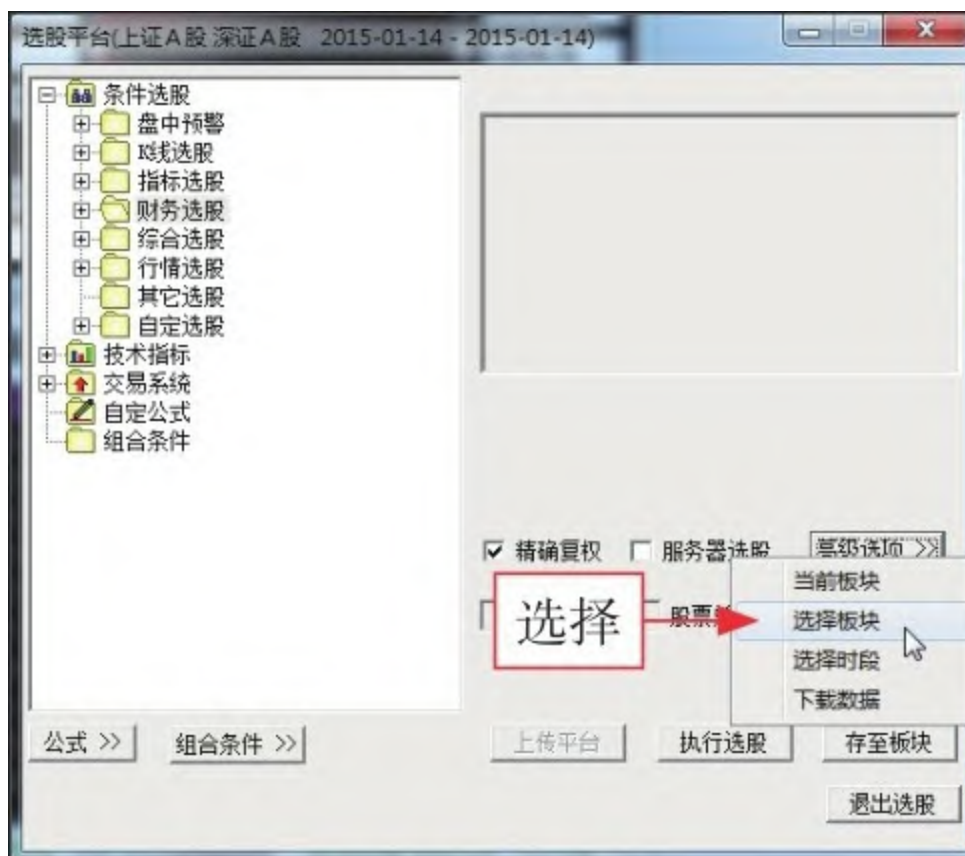 选股平台(上证A股 深证A股 2015-01-14 - 2015-01-14)
条件选股
盘中预警
K线选股
指标选股
财务选股
综合选股
行情选股
其它选股
自定选股
技术指标
交易系统
自定公式
组合条件
精确复权 服务器选股 高级选项 >>
当前板块
选择 股票 选择板块
选择时段
下载数据
公式 >> 组合条件 >> 上传平台 执行选股 存至板块
退出选股